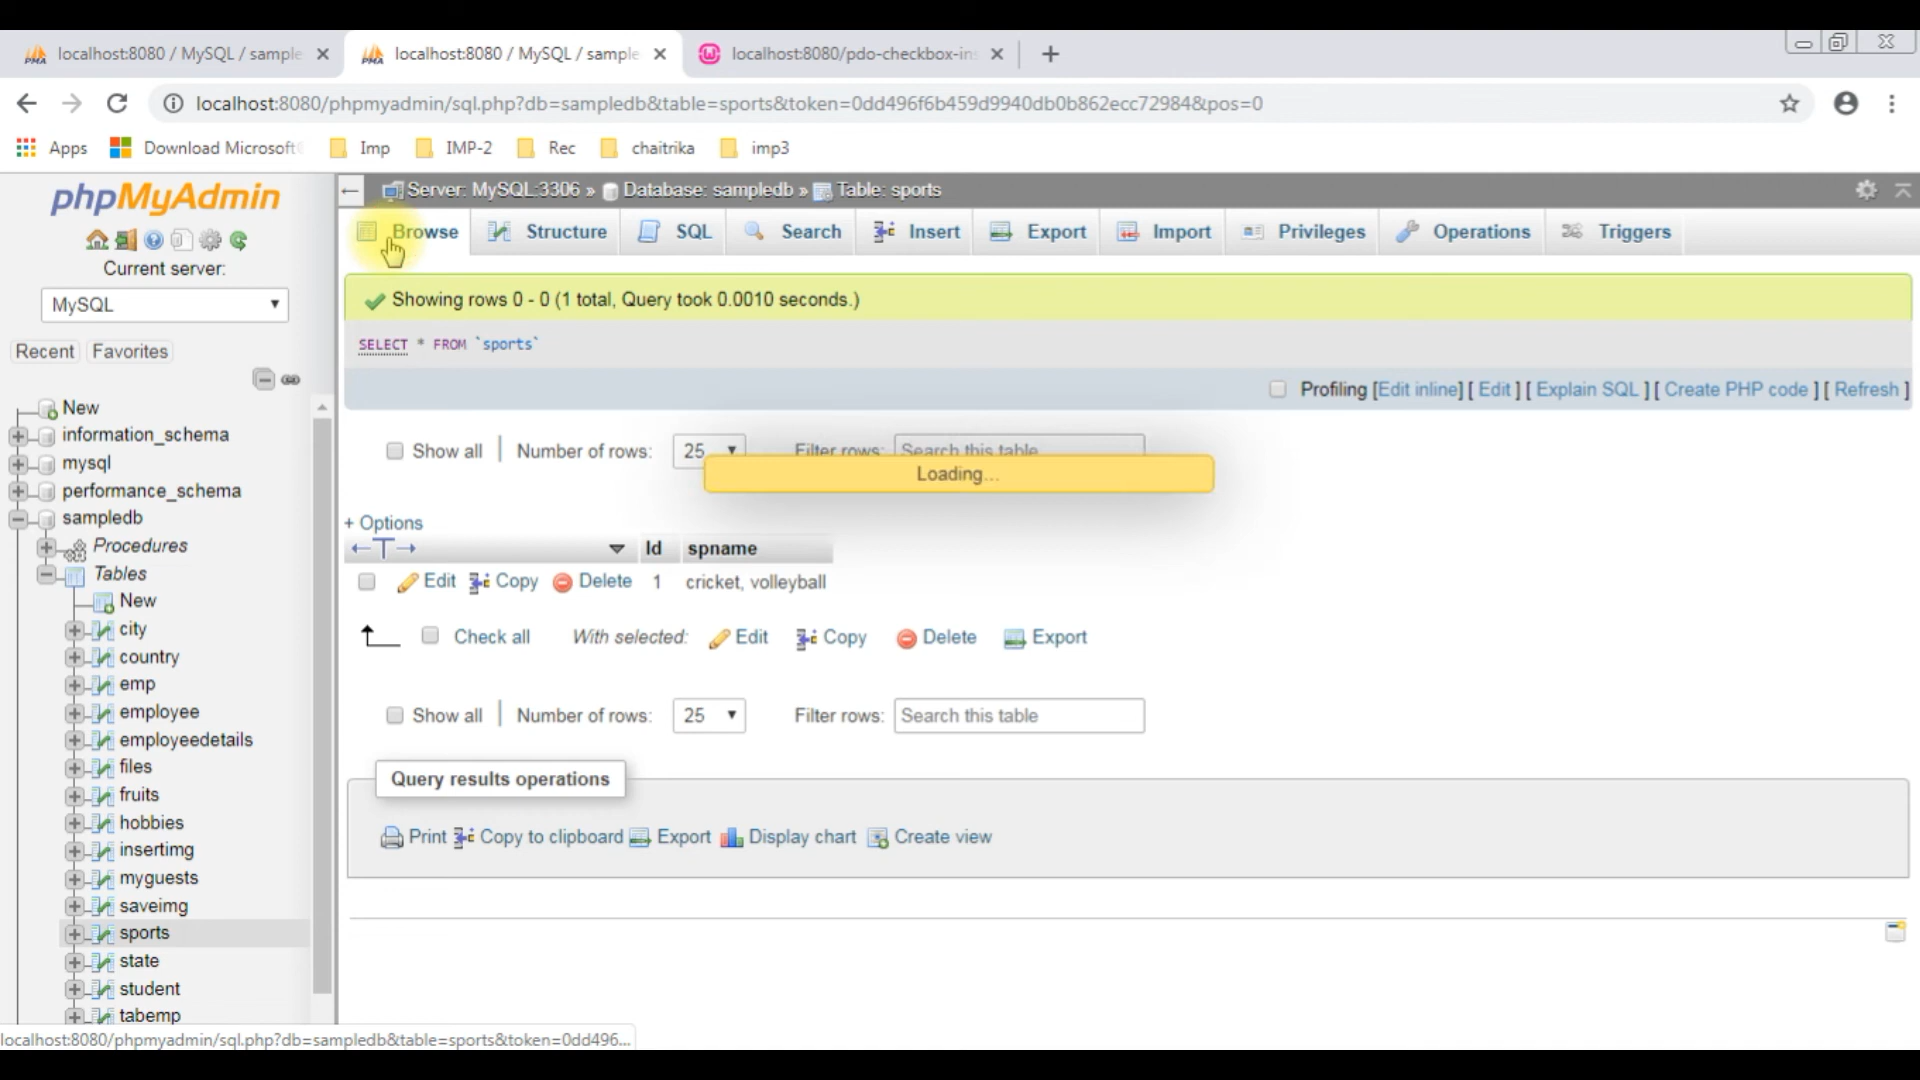 localhost:8080 / MySQL / sample
localhost:8080 / MySQL / sample
localhost:8080/pdo-checkbox-ins
localhost:8080/phpmyadmin/sql.php?db=sampledb&table=sports&token=0dd496f6b459d9940db0b862ecc72984&pos=0
Apps
Download Microsoft
Imp
IMP-2
Rec
chaitrika
imp3
phpMyAdmin
Current server:
MySQL
Recent
Favorites
New
information_schema
mysql
performance_schema
sampledb
Procedures
Tables
New
city
country
emp
employee
employeedetails
files
fruits
hobbies
insertimg
myguests
saveimg
sports
state
student
tabemp
Server: MySQL:3306 » Database: sampledb » Table: sports
Browse
Structure
SQL
Search
Insert
Export
Import
Privileges
Operations
Triggers
Showing rows 0 - 0 (1 total, Query took 0.0010 seconds.)
SELECT * FROM `sports`
Profiling [Edit inline] [ Edit ] [ Explain SQL ] [ Create PHP code ] [ Refresh ]
Show all | Number of rows: 25 Filter rows: Search this table
Loading...
+ Options
Id spname
Edit Copy Delete 1 cricket, volleyball
Check all With selected: Edit Copy Delete Export
Show all | Number of rows: 25 Filter rows: Search this table
Query results operations
Print Copy to clipboard Export Display chart Create view
localhost:8080/phpmyadmin/sql.php?db=sampledb&table=sports&token=0dd496...